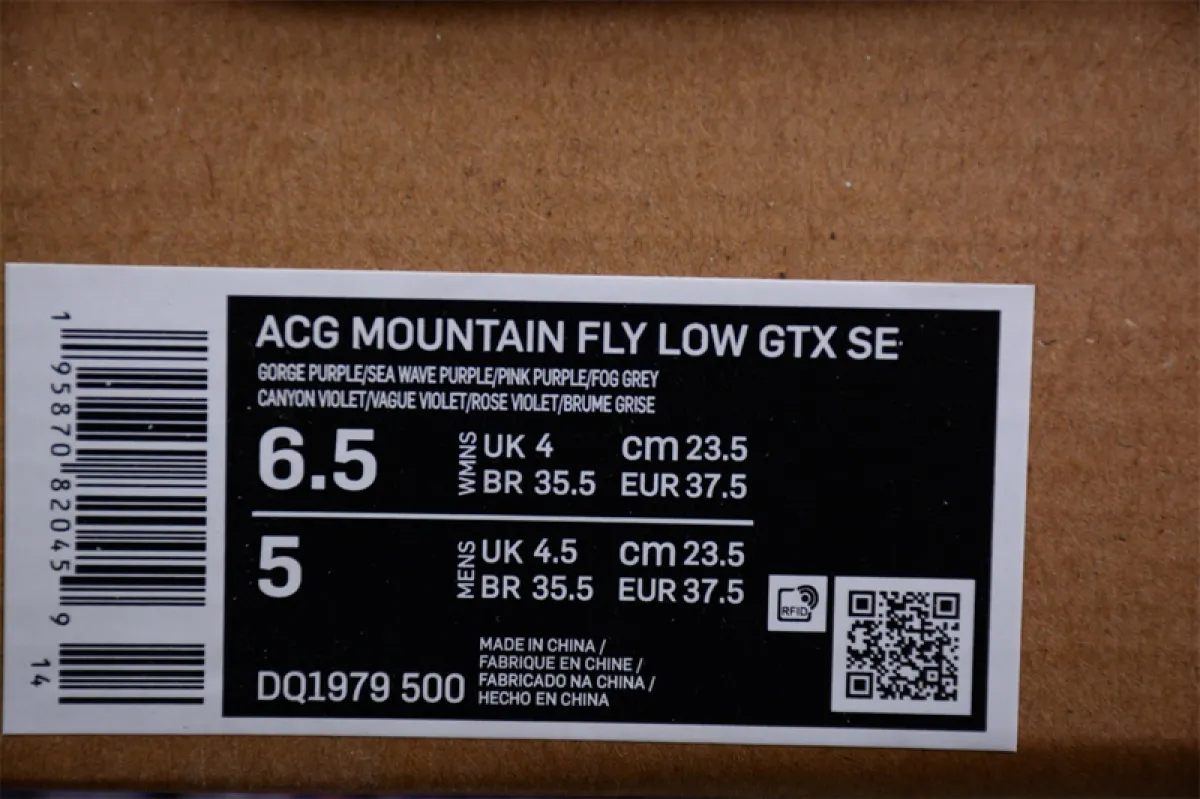 ACG MOUNTAIN FLY LOW GTX SE
GORGE PURPLE/SEA WAVE PURPLE/PINK PURPLE/FOG GREY
CANYON VIOLET/VAGUE VIOLET/ROSE VIOLET/BRUME GRISE
6.5 WMNS UK 4 cm 23.5
BR 35.5 EUR 37.5
5 MENS UK 4.5 cm 23.5
BR 35.5 EUR 37.5
RFID
DQ1979 500
MADE IN CHINA /
FABRIQUE EN CHINE /
FABRICADO NA CHINA /
HECHO EN CHINA
1 95870 82045 9
14